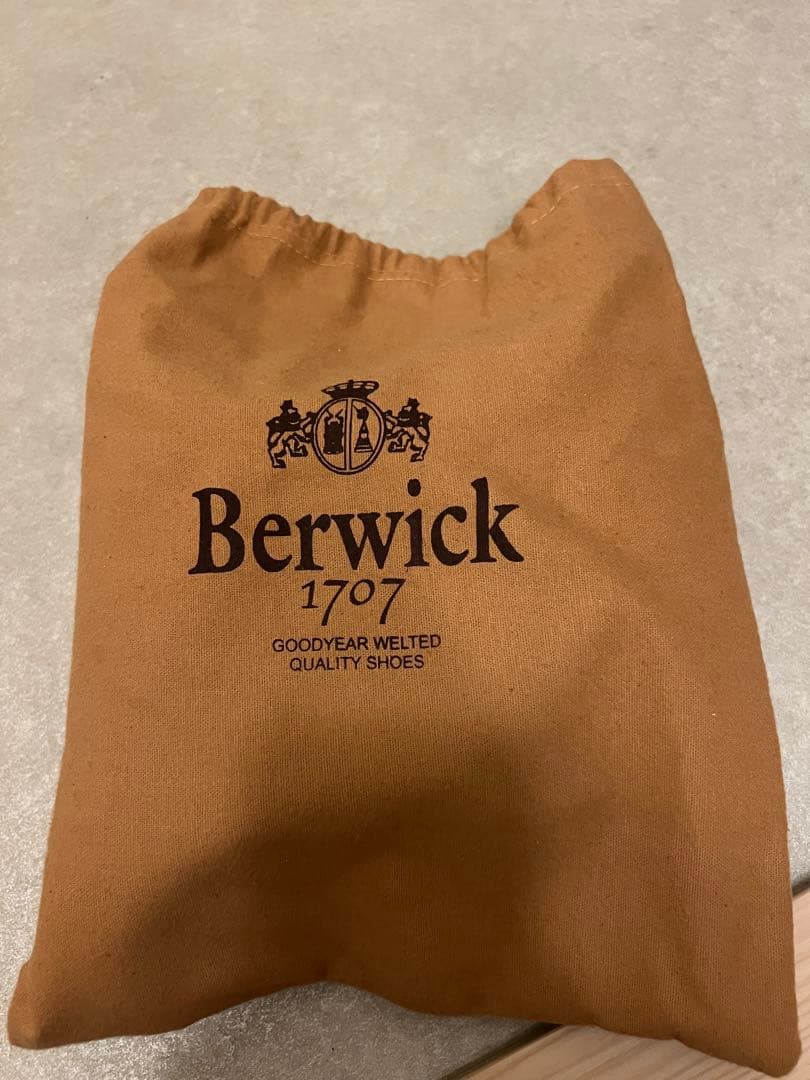 Berwick
1707
GOODYEAR WELTED
QUALITY SHOES